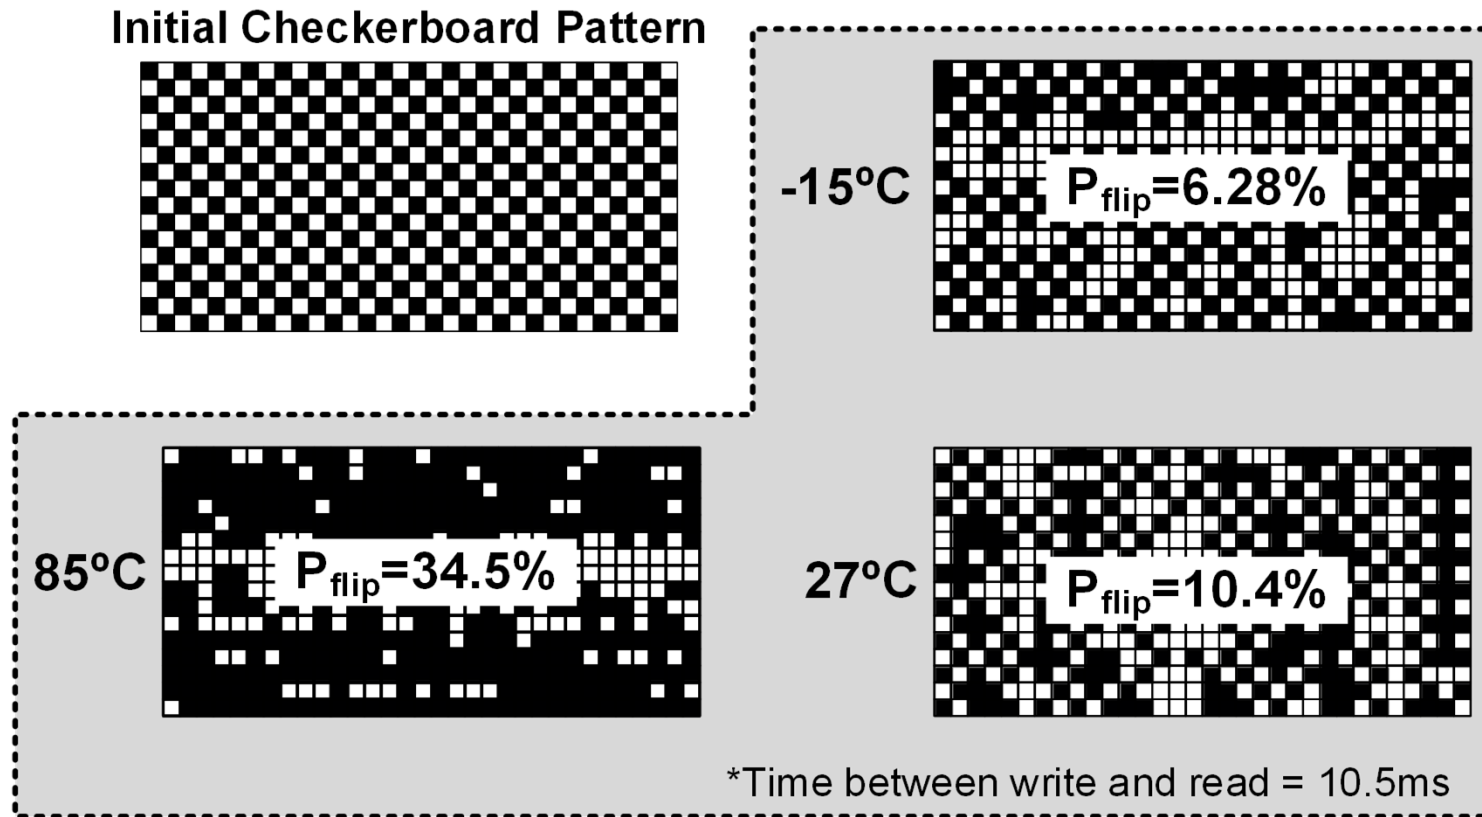 Initial Checkerboard Pattern
-15ºC
Pflip=6.28%
85ºC
Pflip=34.5%
27ºC
Pflip=10.4%
*Time between write and read = 10.5ms